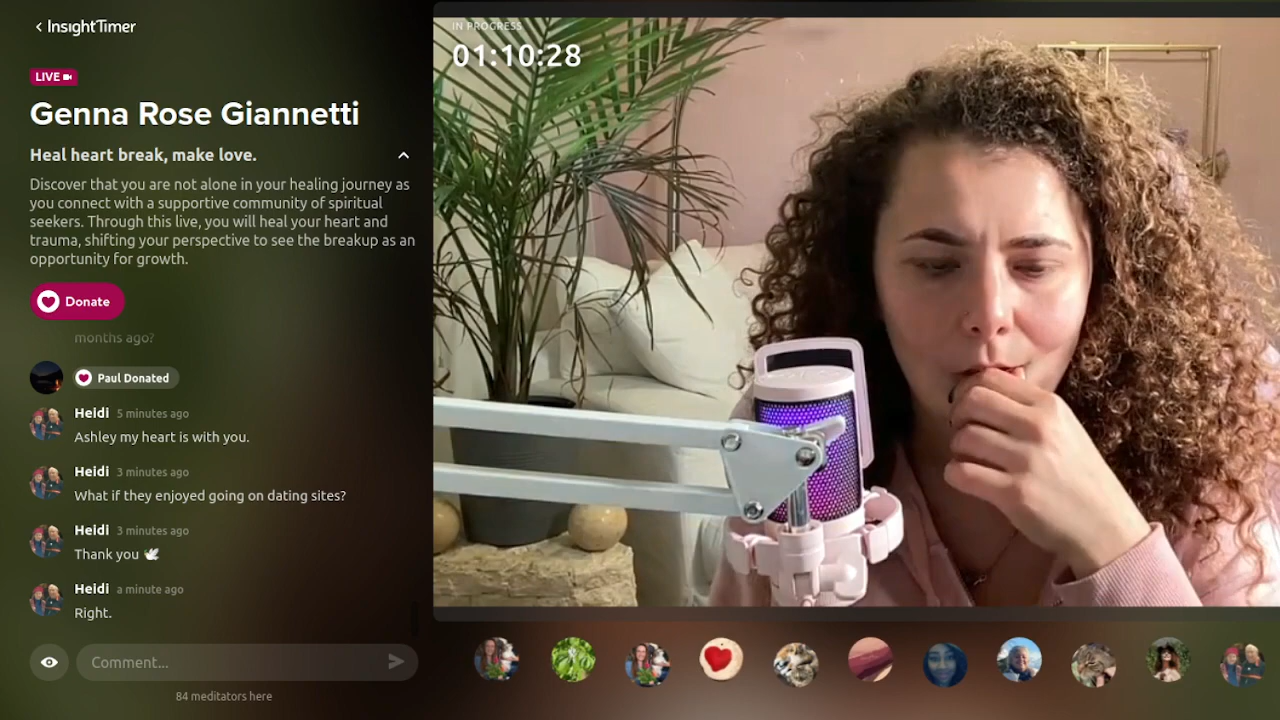 InsightTimer
LIVE
Genna Rose Giannetti
Heal heart break, make love.
Discover that you are not alone in your healing journey as
you connect with a supportive community of spiritual
seekers. Through this live, you will heal your heart and
trauma, shifting your perspective to see the breakup as an
opportunity for growth.
Donate
months ago?
Paul Donated
Heidi 5 minutes ago
Ashley my heart is with you.
Heidi 3 minutes ago
What if they enjoyed going on dating sites?
Heidi 3 minutes ago
Thank you 🕊️
Heidi a minute ago
Right.
Comment...
84 meditators here
IN PROGRESS
01:10:28